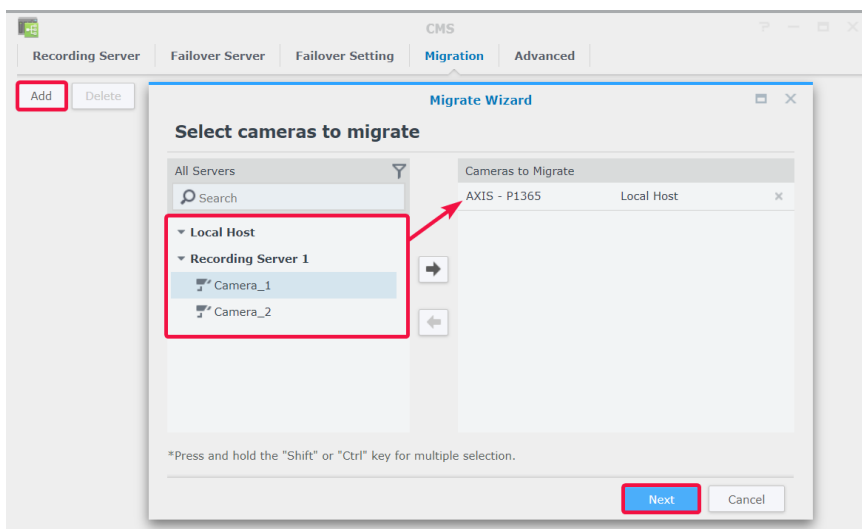 CMS
Recording Server Failover Server Failover Setting Migration Advanced
Add Delete
Migrate Wizard
Select cameras to migrate
All Servers
Search
Local Host
Recording Server 1
Camera_1
Camera_2
Cameras to Migrate
AXIS - P1365 Local Host
*Press and hold the "Shift" or "Ctrl" key for multiple selection.
Next Cancel